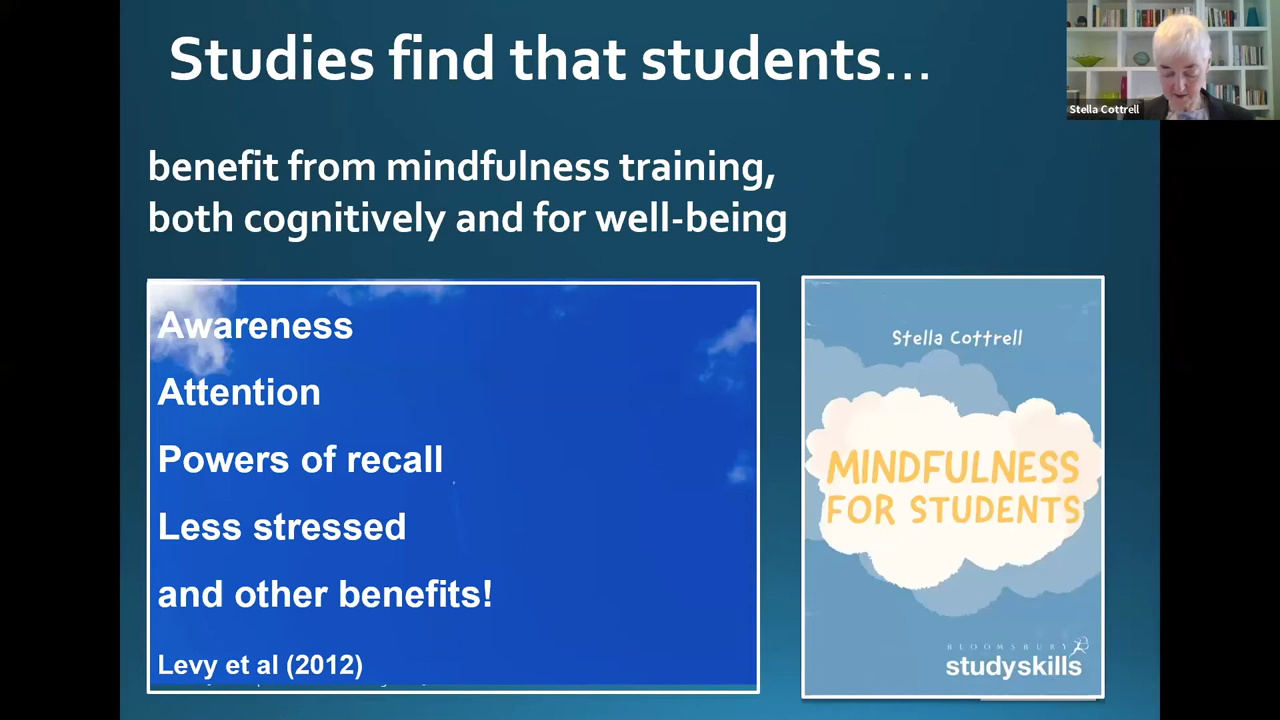 Studies find that students...
Stella Cottrell
benefit from mindfulness training,
both cognitively and for well-being
Awareness
Attention
Powers of recall
Less stressed
and other benefits!
Levy et al (2012)
Stella Cottrell
MINDFULNESS
FOR STUDENTS
BLOOMSBURY
studyskills